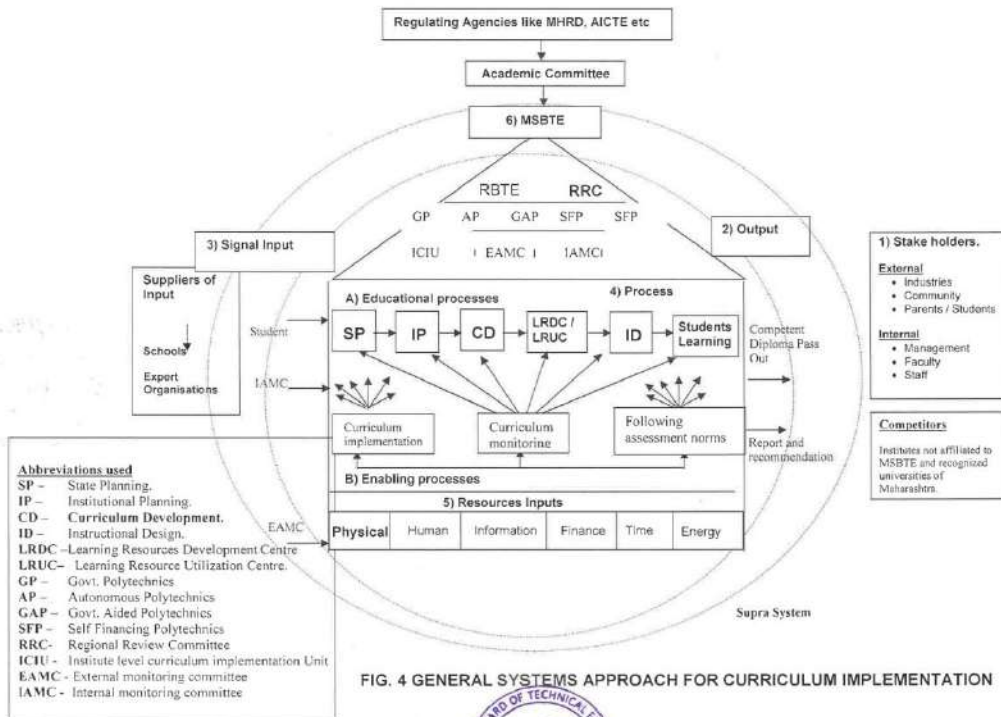 Regulating Agencies like MHRD, AICTE etc
Academic Committee
6) MSBTE
RBTE RRC
GP AP GAP SFP SFP
ICIU EAMC IAMC
3) Signal Input
2) Output
Suppliers of
Input
Schools
Expert
Organisations
Student
IAMC
EAMC
A) Educational processes
4) Process
SP
IP
CD
LRDC /
LRUC
ID
Students
Learning
Curriculum
implementation
Curriculum
monitoring
Following
assessment norms
B) Enabling processes
5) Resources Inputs
Physical Human Information Finance Time Energy
Competent
Diploma Pass
Out
Report and
recommendation
1) Stake holders.
External
• Industries
• Community
• Parents / Students
Internal
• Management
• Faculty
• Staff
Competitors
Institutes not affiliated to
MSBTE and recognized
universities of
Maharashtra.
Supra System
Abbreviations used
SP – State Planning.
IP – Institutional Planning.
CD – Curriculum Development.
ID – Instructional Design.
LRDC –Learning Resources Development Centre
LRUC– Learning Resource Utilization Centre.
GP – Govt. Polytechnics
AP – Autonomous Polytechnics
GAP – Govt. Aided Polytechnics
SFP – Self Financing Polytechnics
RRC- Regional Review Committee
ICIU - Institute level curriculum implementation Unit
EAMC - External monitoring committee
IAMC - Internal monitoring committee
FIG. 4 GENERAL SYSTEMS APPROACH FOR CURRICULUM IMPLEMENTATION
OF TECHNICAL